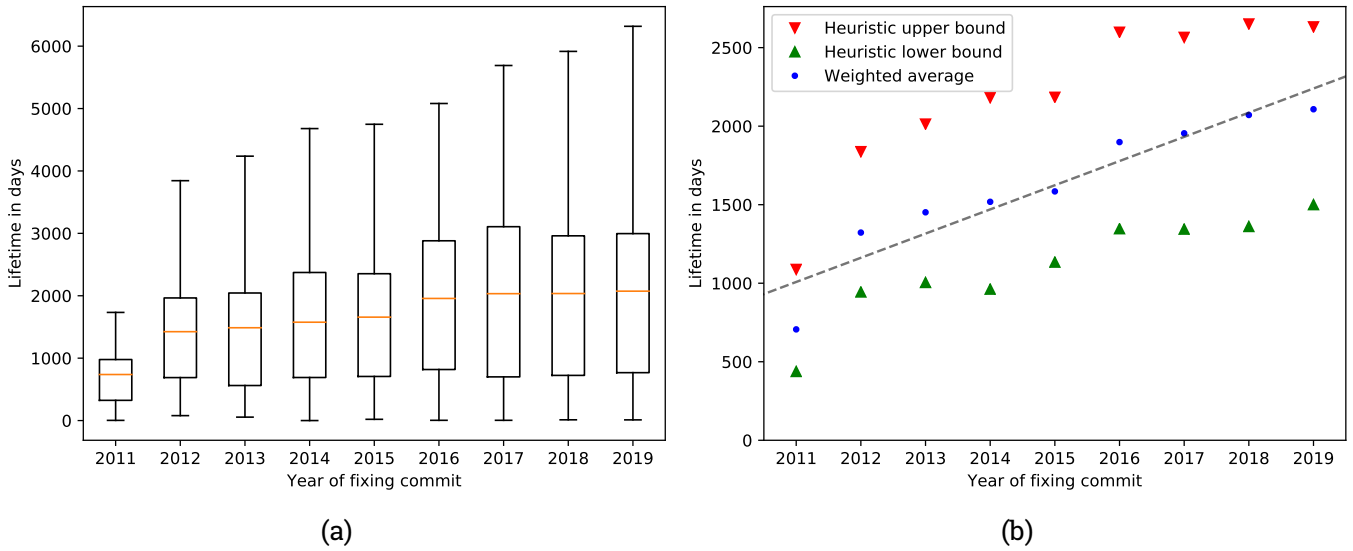 6000
5000
4000
3000
2000
1000
0
Lifetime in days
2011 2012 2013 2014 2015 2016 2017 2018 2019
Year of fixing commit
(a)
Heuristic upper bound
Heuristic lower bound
Weighted average
2500
2000
1500
1000
500
0
Lifetime in days
2011 2012 2013 2014 2015 2016 2017 2018 2019
Year of fixing commit
(b)